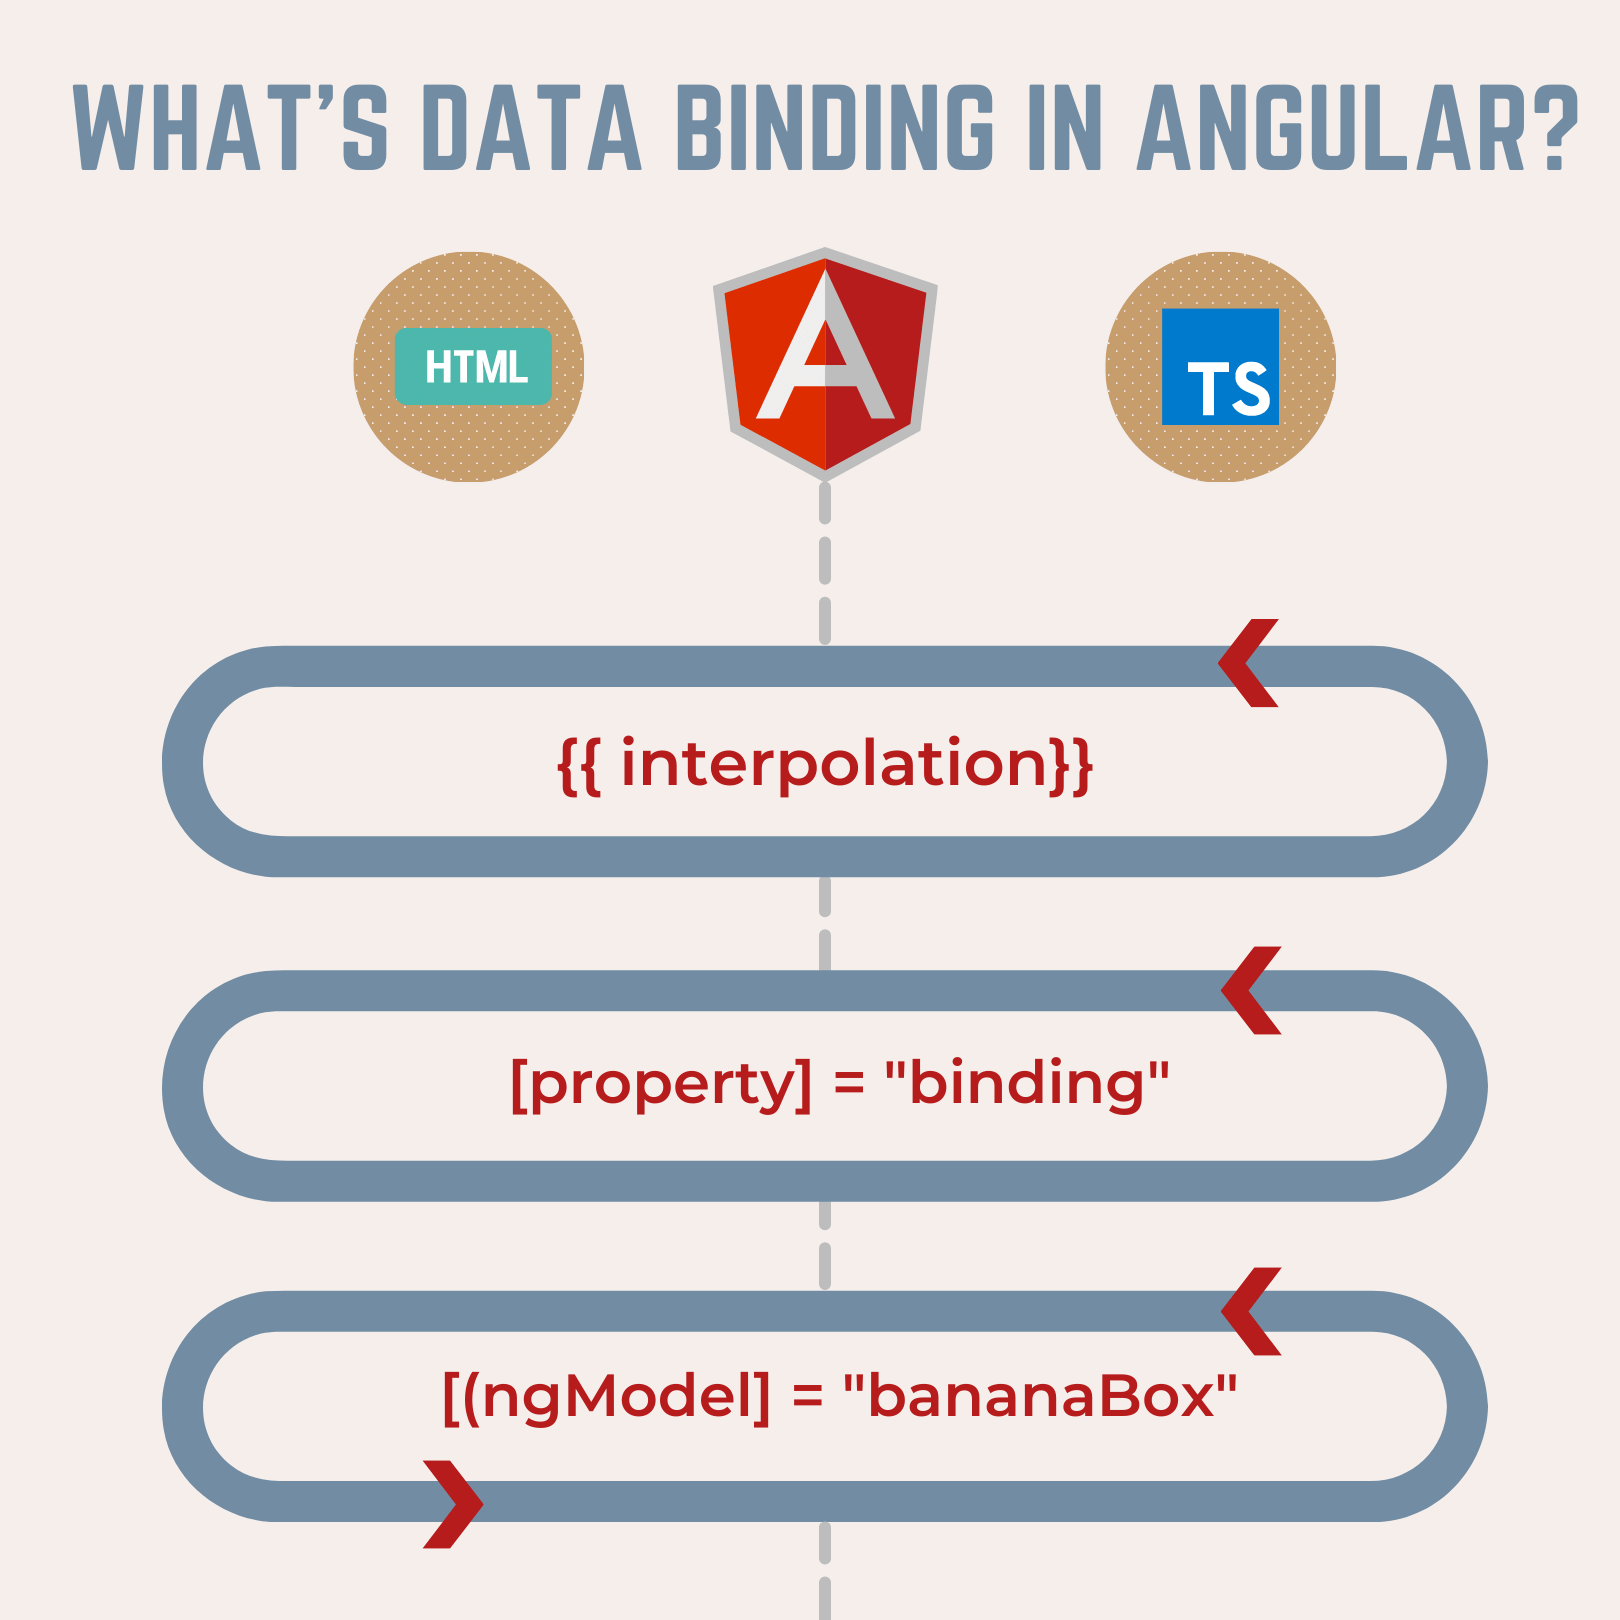 WHAT'S DATA BINDING IN ANGULAR?
HTML
A
TS
{{ interpolation}}
[property] = "binding"
[(ngModel] = "bananaBox"